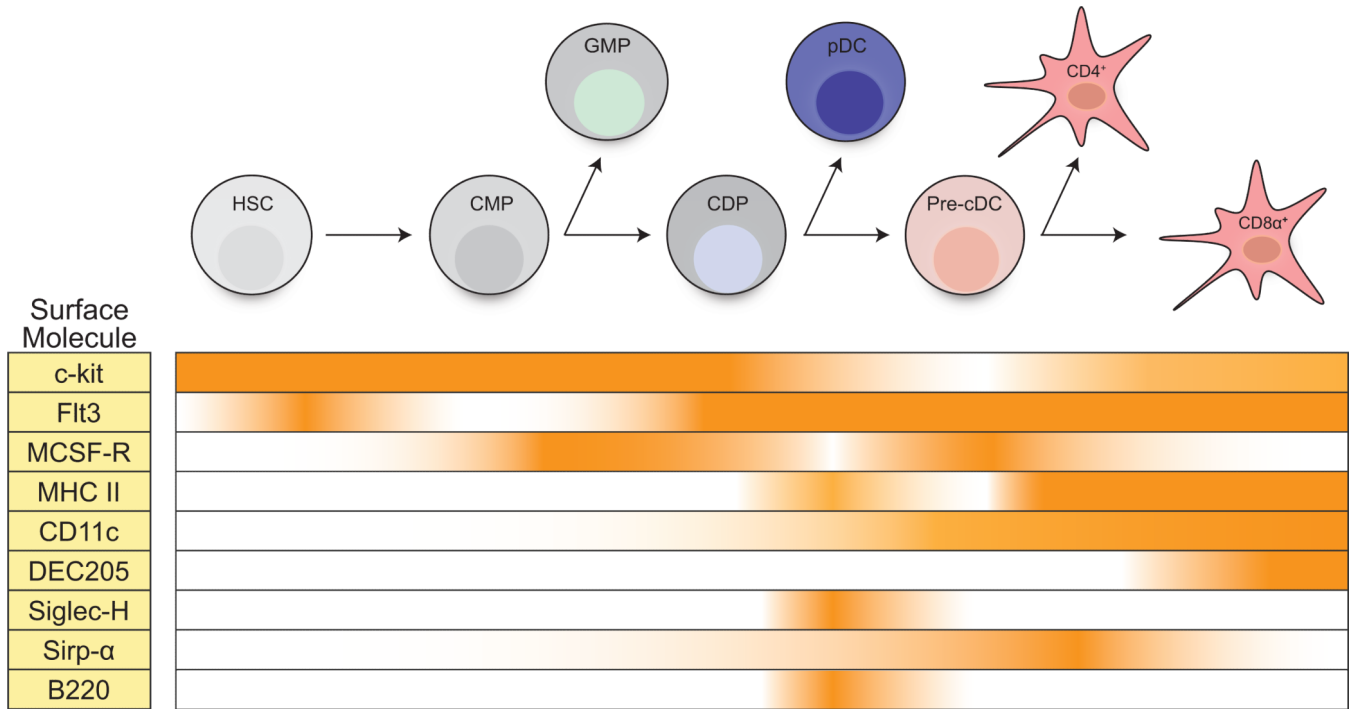 GMP
pDC
CD4⁺
HSC
CMP
CDP
Pre-cDC
CD8α⁺
Surface
Molecule
c-kit
Flt3
MCSF-R
MHC II
CD11c
DEC205
Siglec-H
Sirp-α
B220